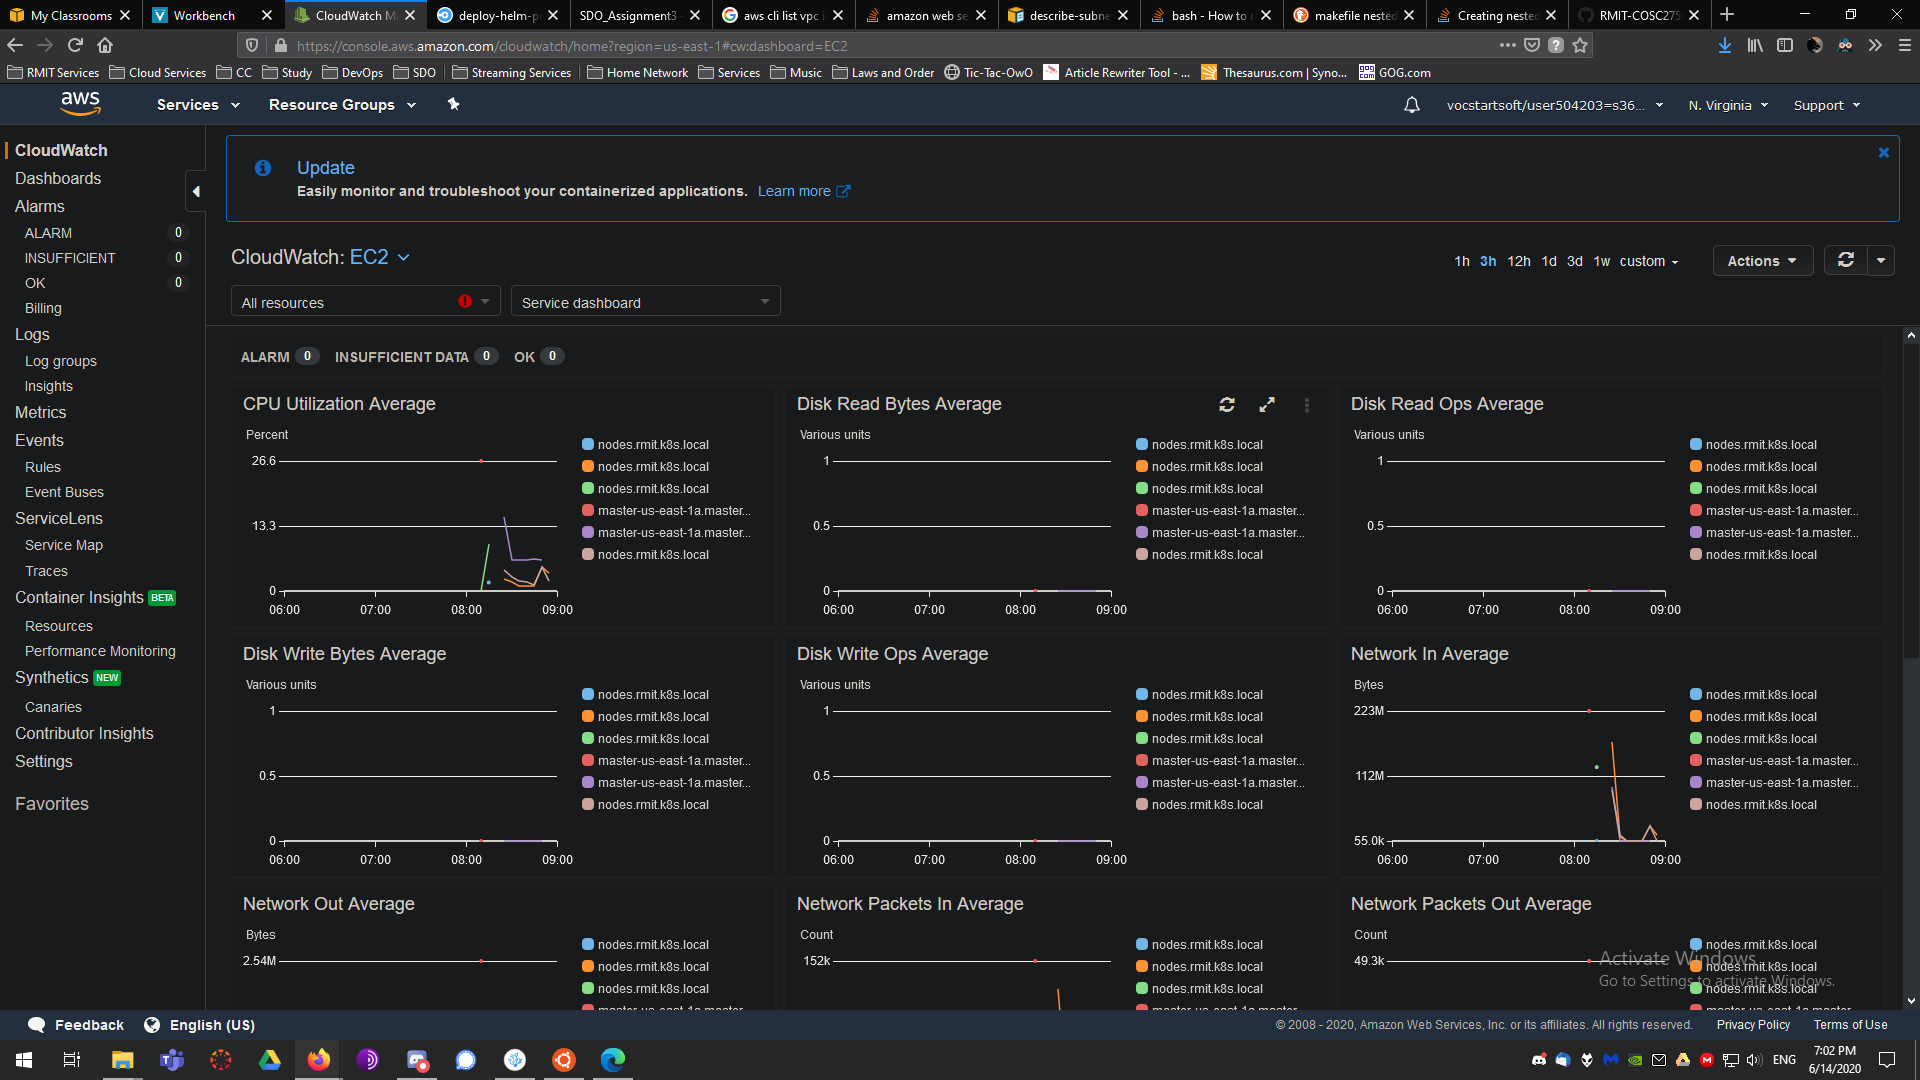 My Classrooms
Workbench
CloudWatch M
deploy-helm-p
SDO_Assignment3
aws cli list vpc i
amazon web se
describe-subne
bash - How to
makefile nested
Creating nested
RMIT-COSC275
https://console.aws.amazon.com/cloudwatch/home?region=us-east-1#cw:dashboard=EC2
RMIT Services
Cloud Services
CC
Study
DevOps
SDO
Streaming Services
Home Network
Services
Music
Laws and Order
Tic-Tac-OwO
Article Rewriter Tool - ...
Thesaurus.com | Syno...
GOG.com
aws
Services
Resource Groups
vocstartsoft/user504203=s36...
N. Virginia
Support
CloudWatch
Dashboards
Alarms
ALARM 0
INSUFFICIENT 0
OK 0
Billing
Logs
Log groups
Insights
Metrics
Events
Rules
Event Buses
ServiceLens
Service Map
Traces
Container Insights BETA
Resources
Performance Monitoring
Synthetics NEW
Canaries
Contributor Insights
Settings
Favorites
Update
Easily monitor and troubleshoot your containerized applications. Learn more
CloudWatch: EC2
1h 3h 12h 1d 3d 1w custom
Actions
All resources
Service dashboard
ALARM 0 INSUFFICIENT DATA 0 OK 0
CPU Utilization Average
Percent
26.6
13.3
0
06:00 07:00 08:00 09:00
nodes.rmit.k8s.local
nodes.rmit.k8s.local
nodes.rmit.k8s.local
master-us-east-1a.master...
master-us-east-1a.master...
nodes.rmit.k8s.local
Disk Read Bytes Average
Various units
1
0.5
0
06:00 07:00 08:00 09:00
nodes.rmit.k8s.local
nodes.rmit.k8s.local
nodes.rmit.k8s.local
master-us-east-1a.master...
master-us-east-1a.master...
nodes.rmit.k8s.local
Disk Read Ops Average
Various units
1
0.5
0
06:00 07:00 08:00 09:00
nodes.rmit.k8s.local
nodes.rmit.k8s.local
nodes.rmit.k8s.local
master-us-east-1a.master...
master-us-east-1a.master...
nodes.rmit.k8s.local
Disk Write Bytes Average
Various units
1
0.5
0
06:00 07:00 08:00 09:00
nodes.rmit.k8s.local
nodes.rmit.k8s.local
nodes.rmit.k8s.local
master-us-east-1a.master...
master-us-east-1a.master...
nodes.rmit.k8s.local
Disk Write Ops Average
Various units
1
0.5
0
06:00 07:00 08:00 09:00
nodes.rmit.k8s.local
nodes.rmit.k8s.local
nodes.rmit.k8s.local
master-us-east-1a.master...
master-us-east-1a.master...
nodes.rmit.k8s.local
Network In Average
Bytes
223M
112M
55.0k
06:00 07:00 08:00 09:00
nodes.rmit.k8s.local
nodes.rmit.k8s.local
nodes.rmit.k8s.local
master-us-east-1a.master...
master-us-east-1a.master...
nodes.rmit.k8s.local
Network Out Average
Bytes
2.54M
nodes.rmit.k8s.local
nodes.rmit.k8s.local
nodes.rmit.k8s.local
master-us-east-1a.master
Network Packets In Average
Count
152k
nodes.rmit.k8s.local
nodes.rmit.k8s.local
nodes.rmit.k8s.local
master-us-east-1a.master
Network Packets Out Average
Count
49.3k
nodes.rmit.k8s.local
nodes.rmit.k8s.local
nodes.rmit.k8s.local
master-us-east-1a.master
Activate Windows
Go to Settings to activate Windows.
Feedback
English (US)
© 2008 - 2020, Amazon Web Services, Inc. or its affiliates. All rights reserved.
Privacy Policy
Terms of Use
ENG
7:02 PM
6/14/2020